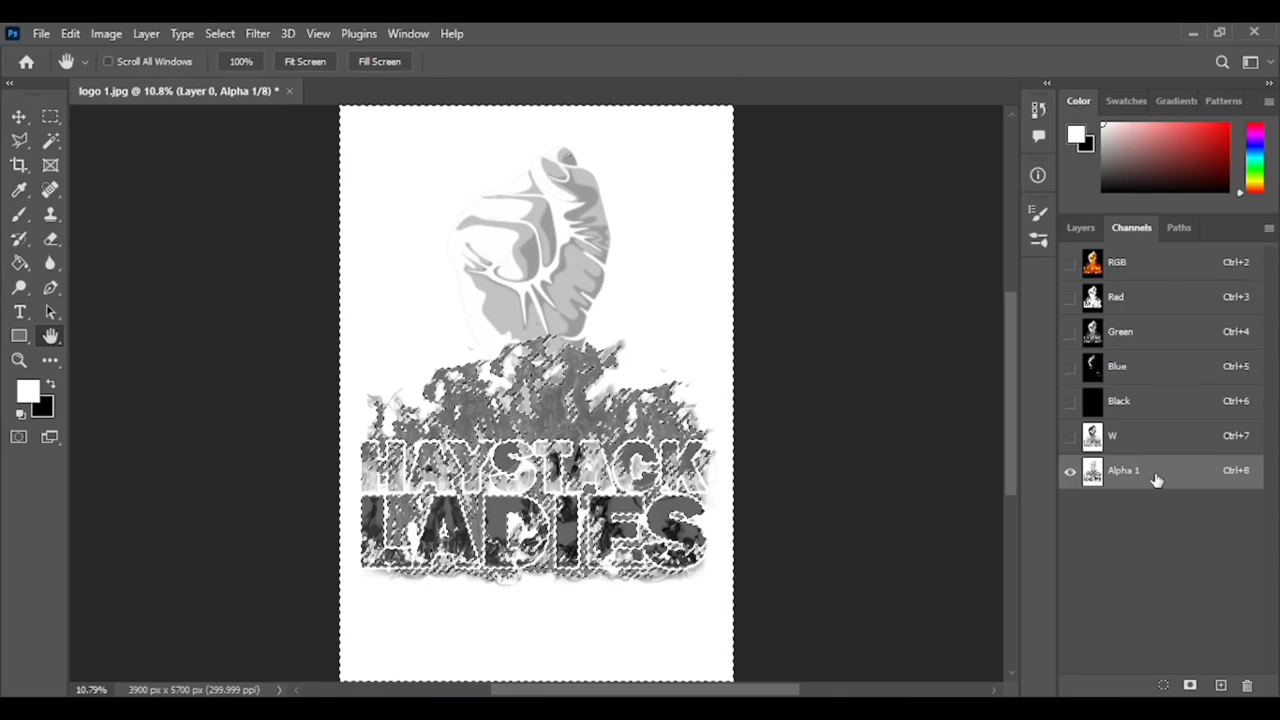 Ps File Edit Image Layer Type Select Filter 3D View Plugins Window Help
Scroll All Windows 100% Fit Screen Fill Screen
logo 1.jpg @ 10.8% (Layer 0, Alpha 1/8) *
Color Swatches Gradients Patterns
Layers Channels Paths
RGB Ctrl+2
Red Ctrl+3
Green Ctrl+4
Blue Ctrl+5
Black Ctrl+6
W Ctrl+7
Alpha 1 Ctrl+8
HAYSTACK
LADIES
10.79% 3900 px x 5700 px (299.999 ppi)